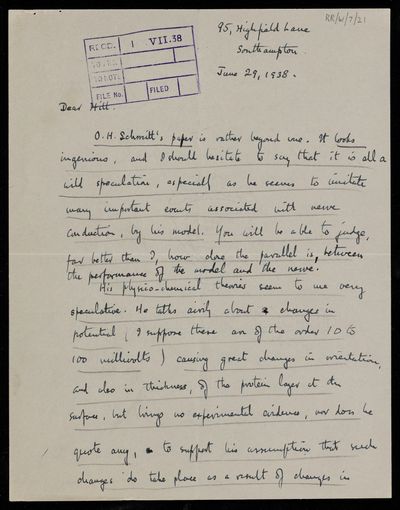 RR/W/7/21
95, Highfield Lane
Southampton.
June 29, 1938.
RECD. 1 VII.38
FILE No. FILED
Dear Hill.
O. H. Schmitt's paper is rather beyond me. It looks
ingenious, and I should hesitate to say that it is all a
wild speculation, especially as he seems to imitate
many important events associated with nerve
conduction, by his model. You will be able to judge,
far better than I, how close the parallel is, between
the performance of the model and the nerve.
His physico-chemical theories seem to me very
speculative. He talks airily about changes in
potential, (I suppose these are of the order 10 to
100 millivolts) causing great changes in orientation,
and also in thickness, of the protein layer at the
surface, but brings no experimental evidence, nor does he
quote any, to support his assumption that such
changes do take place as a result of changes in